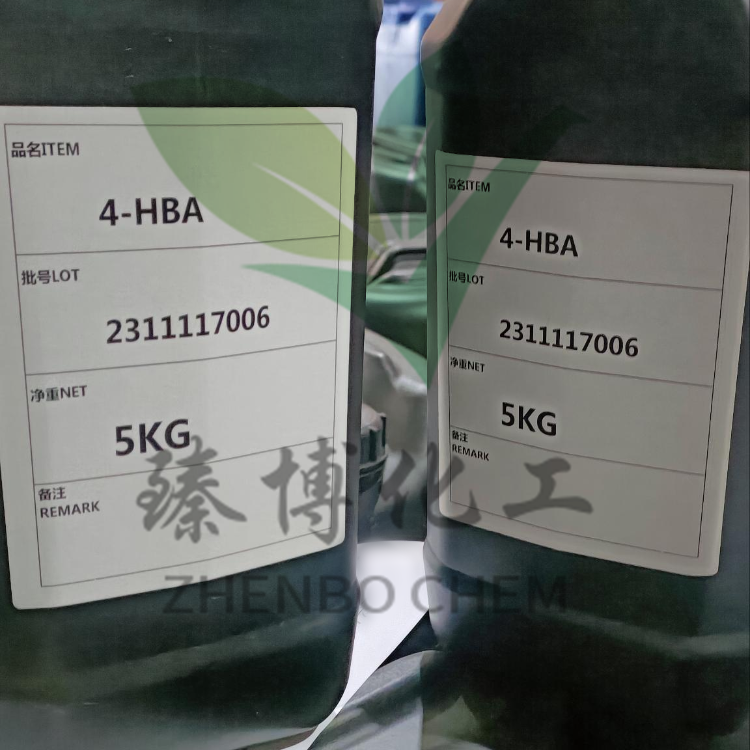 品名ITEM
4-HBA
批号LOT
2311117006
净重NET
5KG
备注
REMARK
品名ITEM
4-HBA
批号LOT
2311117006
净重NET
5KG
备注
REMARK
臻博化工
ZHENBO CHEM